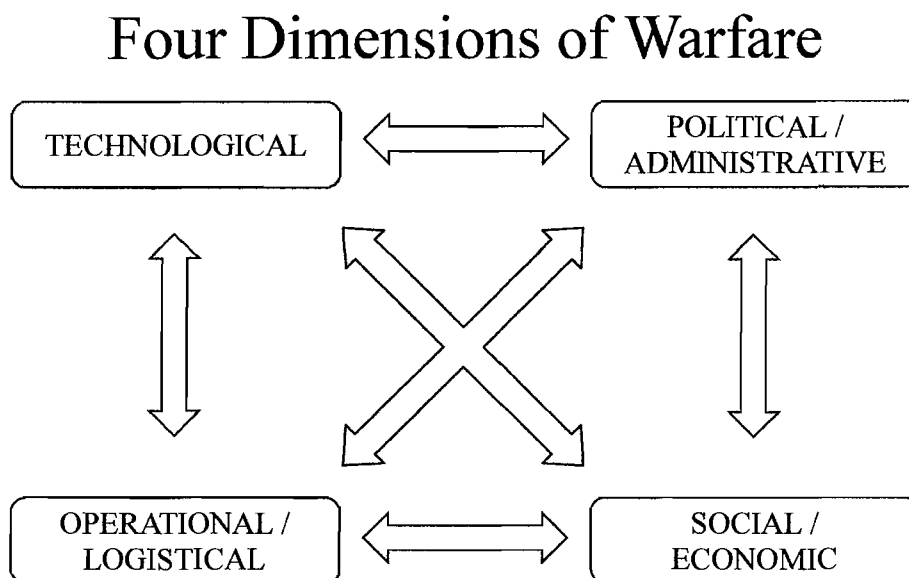 Four Dimensions of Warfare
TECHNOLOGICAL
POLITICAL /
ADMINISTRATIVE
OPERATIONAL /
LOGISTICAL
SOCIAL /
ECONOMIC